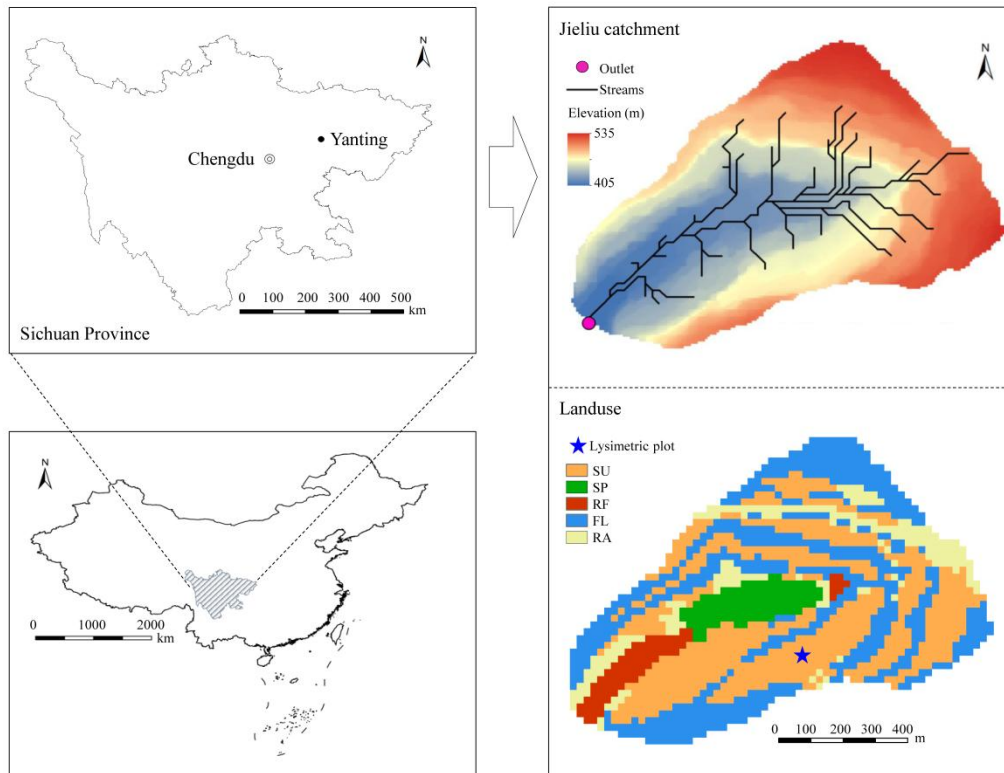 N
Yanting
Chengdu
0 100 200 300 400 500
km
Sichuan Province
N
0 1000 2000
km
Jieliu catchment
N
Outlet
Streams
Elevation (m)
535
405
Landuse
Lysimetric plot
SU
SP
RF
FL
RA
0 100 200 300 400
m